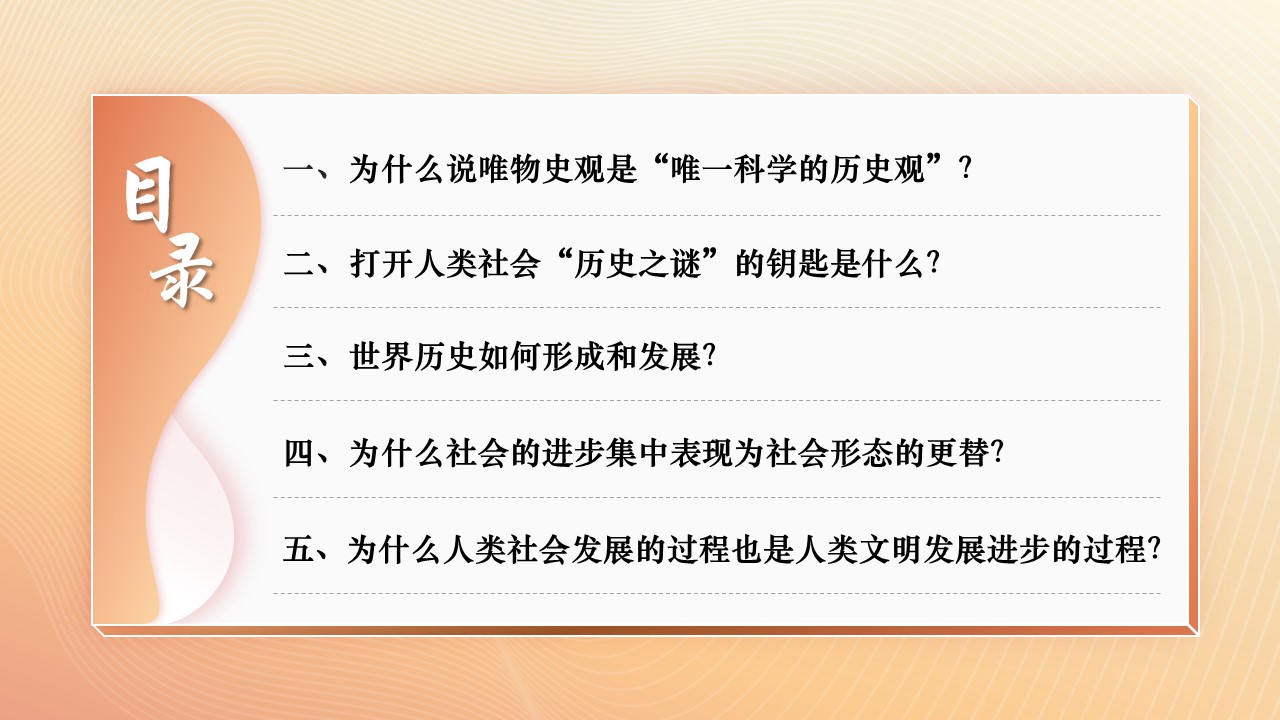 目录
一、为什么说唯物史观是“唯一科学的历史观”？
二、打开人类社会“历史之谜”的钥匙是什么？
三、世界历史如何形成和发展？
四、为什么社会的进步集中表现为社会形态的更替？
五、为什么人类社会发展的过程也是人类文明发展进步的过程？